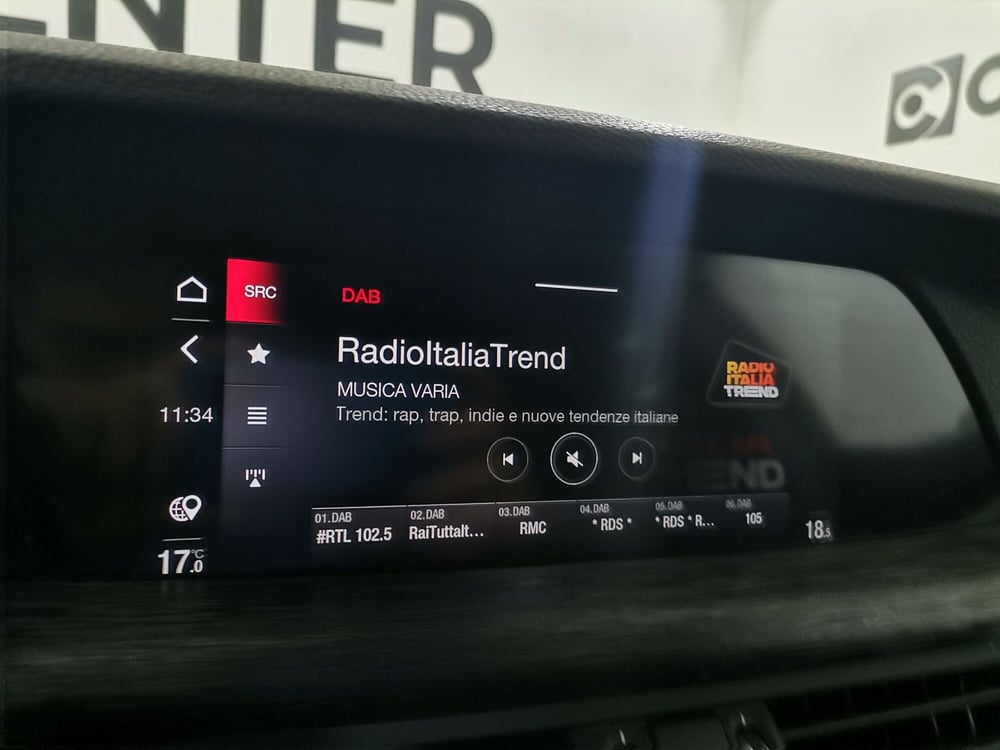 ENTER
SRC
DAB
RadioItaliaTrend
MUSICA VARIA
Trend: rap, trap, indie e nuove tendenze italiane
RADIO
ITALIA
TREND
11:34
01.DAB
#RTL 102.5
02.DAB
RaiTuttaIt...
03.DAB
RMC
04.DAB
* RDS *
05.DAB
* RDS * R...
06.DAB
105
17.0 °C
18.5